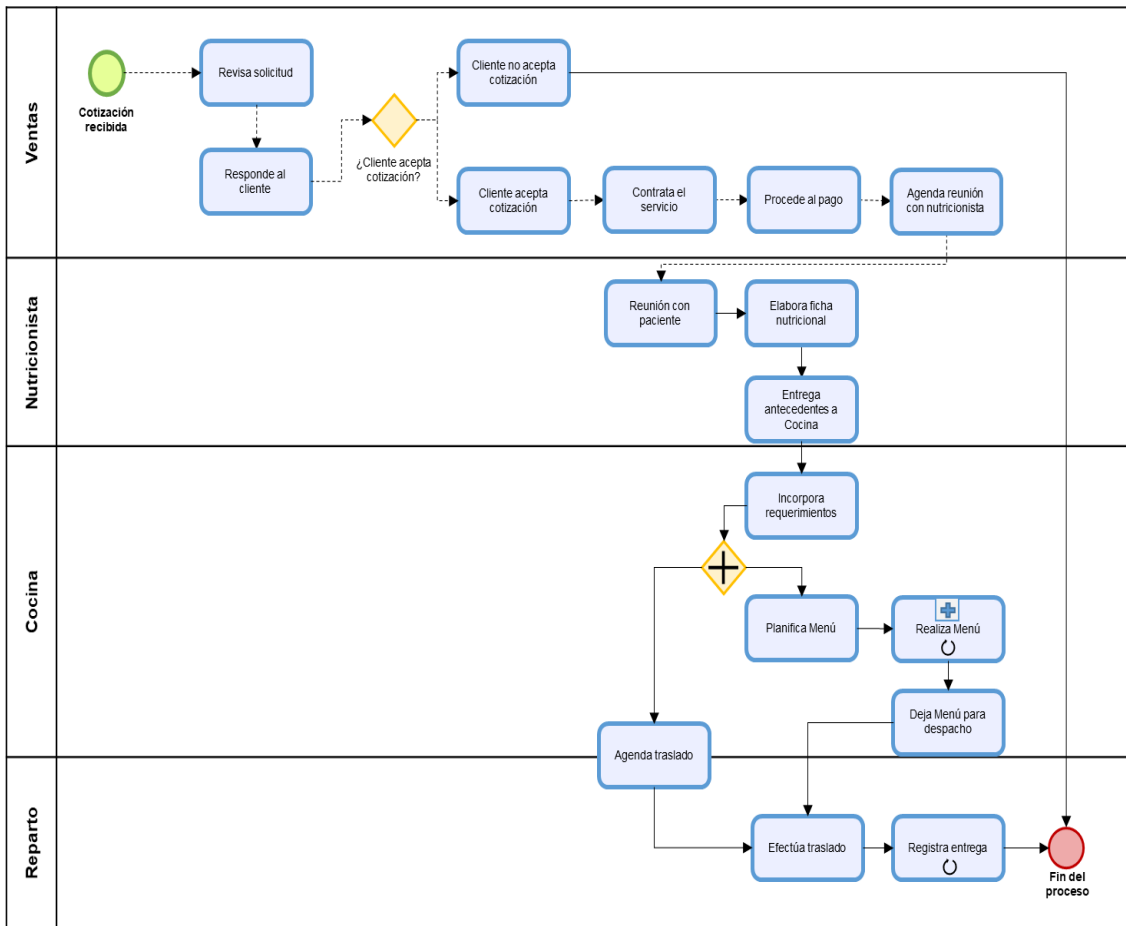 Ventas
Cotización
recibida
Revisa solicitud
Responde al
cliente
¿Cliente acepta
cotización?
Cliente no acepta
cotización
Cliente acepta
cotización
Contrata el
servicio
Procede al pago
Agenda reunión
con nutricionista
Nutricionista
Reunión con
paciente
Elabora ficha
nutricional
Entrega
antecedentes a
Cocina
Cocina
Incorpora
requerimientos
Planifica Menú
Realiza Menú
Deja Menú para
despacho
Agenda traslado
Reparto
Efectúa traslado
Registra entrega
Fin del
proceso